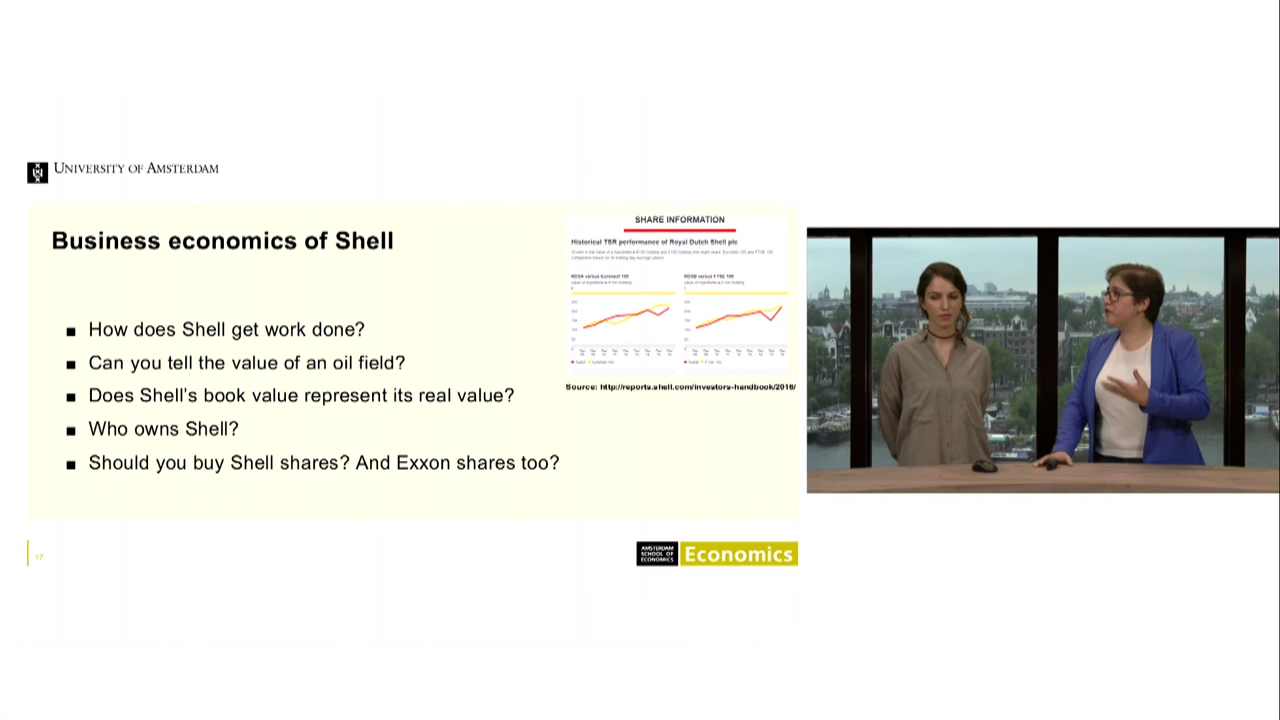 UNIVERSITY OF AMSTERDAM
Business economics of Shell
■ How does Shell get work done?
■ Can you tell the value of an oil field?
■ Does Shell’s book value represent its real value?
■ Who owns Shell?
■ Should you buy Shell shares? And Exxon shares too?
SHARE INFORMATION
Historical TSR performance of Royal Dutch Shell plc
RDSA versus Euronext 100
RDSB versus FTSE 100
Source: http://reports.shell.com/investors-handbook/2016/
17
AMSTERDAM
SCHOOL OF
ECONOMICS
Economics